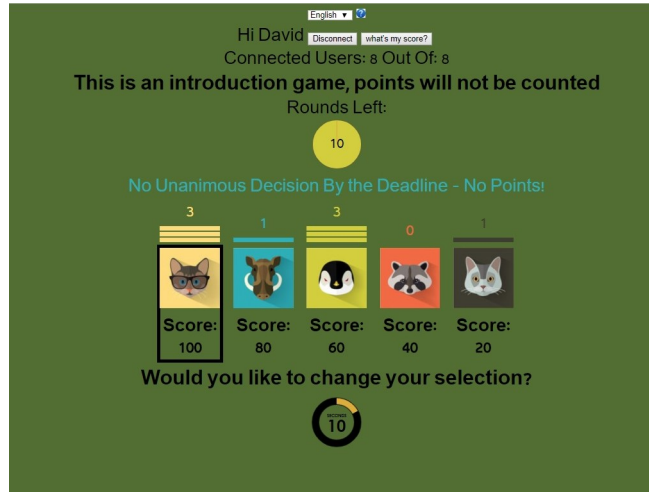 English
Hi David Disconnect what's my score?
Connected Users: 8 Out Of: 8
This is an introduction game, points will not be counted
Rounds Left:
10
No Unanimous Decision By the Deadline - No Points!
3 1 3 0 1
Score: Score: Score: Score: Score:
100 80 60 40 20
Would you like to change your selection?
SECONDS
10